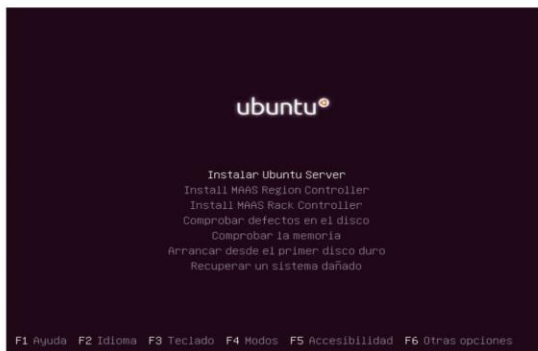 ubuntu
Instalar Ubuntu Server
Install MAAS Region Controller
Install MAAS Rack Controller
Comprobar defectos en el disco
Comprobar la memoria
Arrancar desde el primer disco duro
Recuperar un sistema dañado
F1 Ayuda F2 Idioma F3 Teclado F4 Modos F5 Accesibilidad F6 Otras opciones